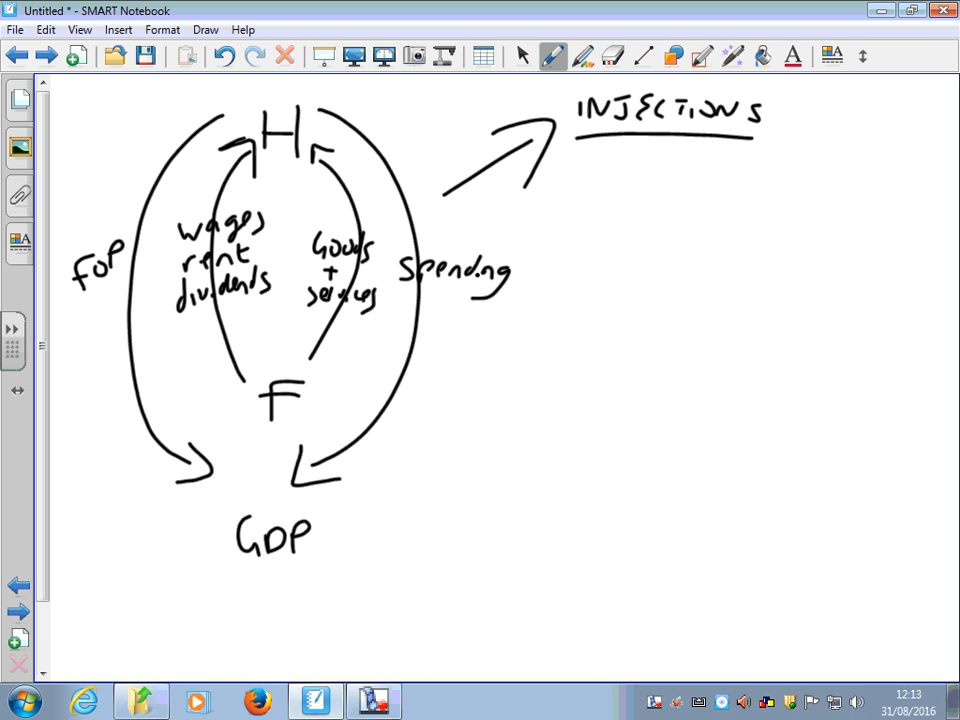 Untitled * - SMART Notebook
File Edit View Insert Format Draw Help
INJECTIONS
H
FOP
wages
rent
dividends
Goods
+
services
Spending
F
GDP
12:13
31/08/2016